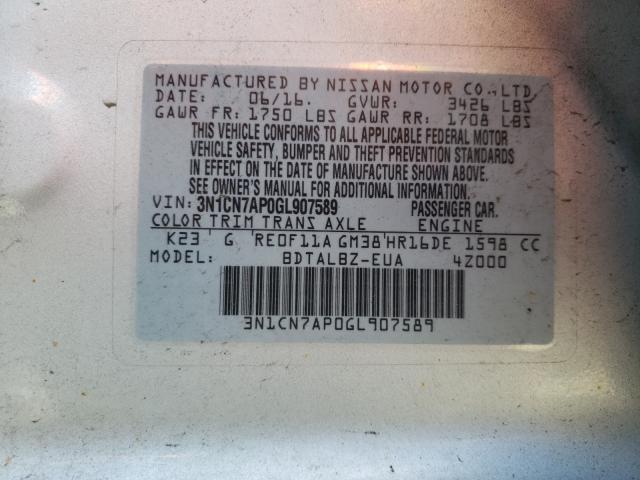 MANUFACTURED BY NISSAN MOTOR CO.,LTD.
DATE: 06/16. GVWR: 3426 LBS
GAWR FR: 1750 LBS GAWR RR: 1708 LBS
THIS VEHICLE CONFORMS TO ALL APPLICABLE FEDERAL MOTOR
VEHICLE SAFETY, BUMPER AND THEFT PREVENTION STANDARDS
IN EFFECT ON THE DATE OF MANUFACTURE SHOWN ABOVE.
SEE OWNER'S MANUAL FOR ADDITIONAL INFORMATION.
VIN: 3N1CN7AP0GL907589 PASSENGER CAR.
COLOR TRIM TRANS AXLE ENGINE
K23 G RE0F11A GM38 HR16DE 1598 CC
MODEL: BDTALBZ-EUA 4Z000
3N1CN7AP0GL907589